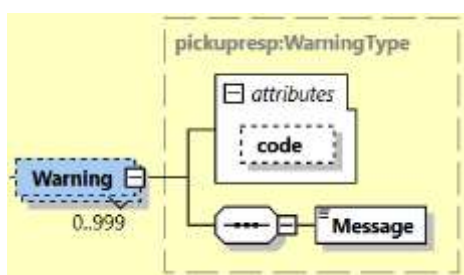 pickupresp:WarningType
attributes
code
Warning
0..999
Message